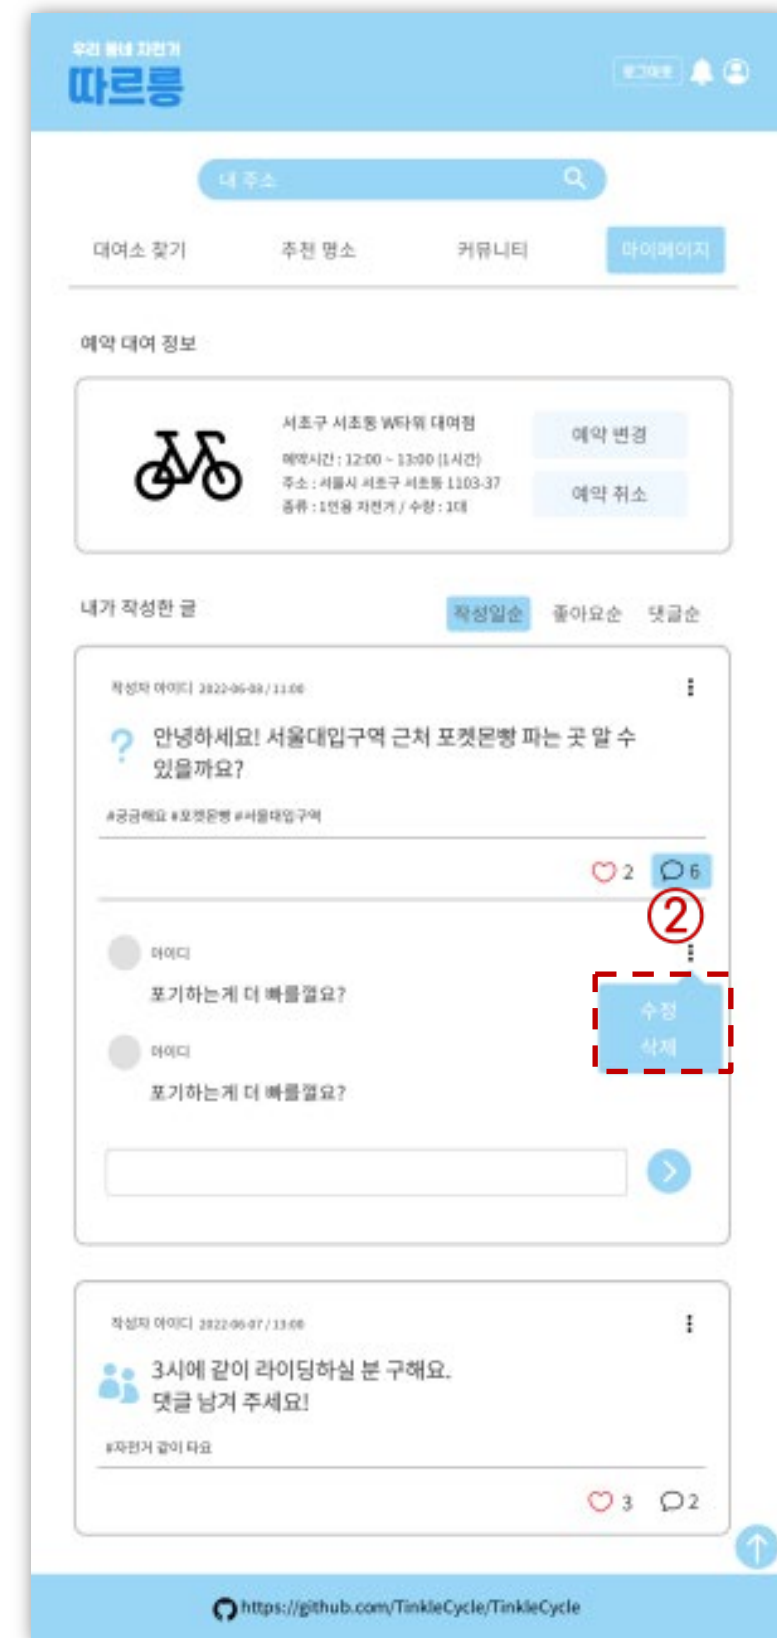 우리 동네 자전거
따르릉
로그아웃
내 주소
대여소 찾기
추천 명소
커뮤니티
마이페이지
예약 대여 정보
서초구 서초동 W타워 대여점
예약시간 : 12:00 ~ 13:00 (1시간)
주소 : 서울시 서초구 서초동 1103-37
종류 : 1인용 자전거 / 수량 : 1대
예약 변경
예약 취소
내가 작성한 글
작성일순
좋아요순
댓글순
작성자 아이디 2022-06-08 / 11:00
? 안녕하세요! 서울대입구역 근처 포켓몬빵 파는 곳 알 수
있을까요?
#궁금해요 #포켓몬빵 #서울대입구역
2
6
②
아이디
포기하는게 더 빠를껄요?
수정
삭제
아이디
포기하는게 더 빠를껄요?
작성자 아이디 2022-06-07 / 13:00
3시에 같이 라이딩하실 분 구해요.
댓글 남겨 주세요!
#자전거 같이 타요
3
2
https://github.com/TinkleCycle/TinkleCycle